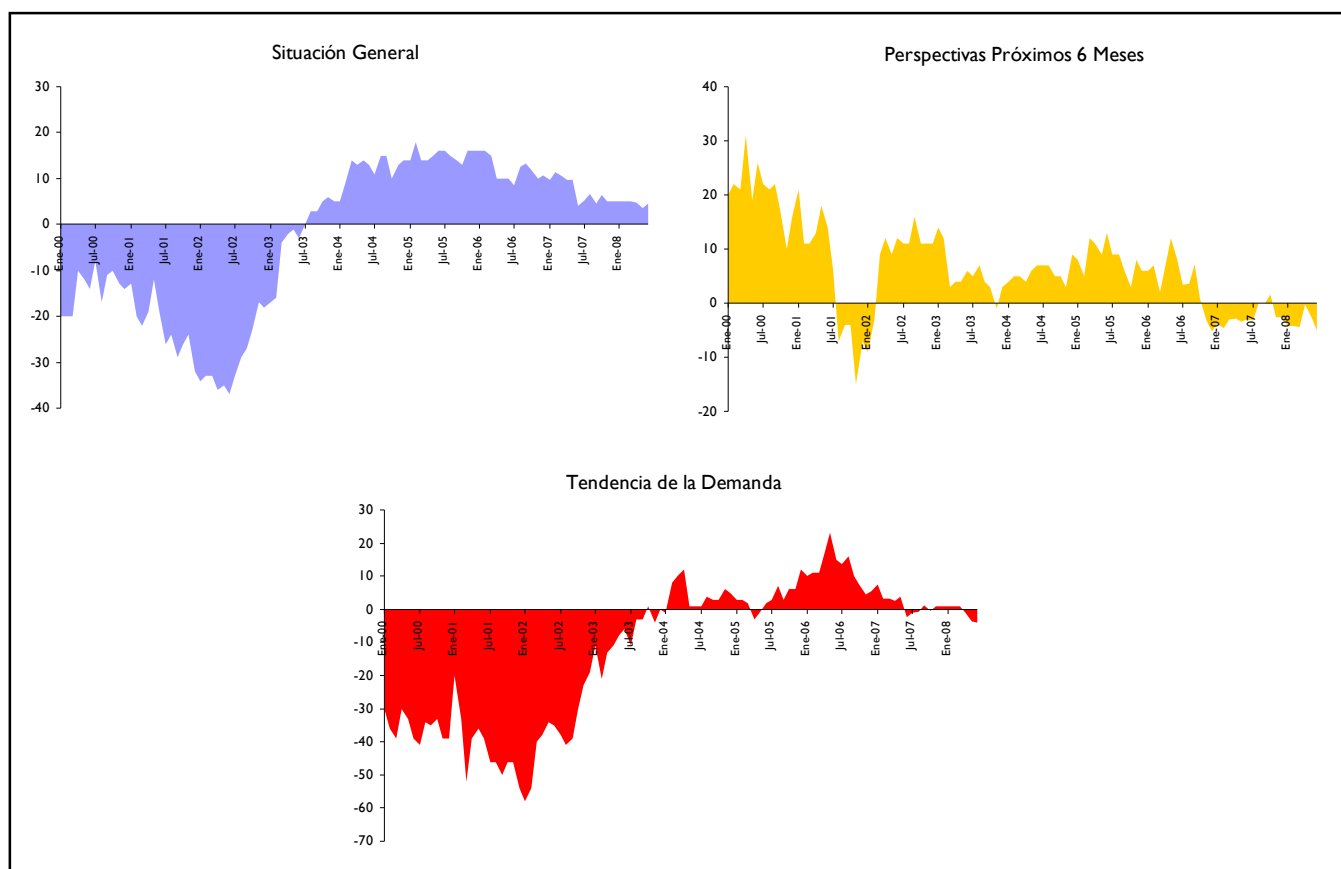 Situación General
30
20
10
0
-10
-20
-30
-40
Ene-00
Jul-00
Ene-01
Jul-01
Ene-02
Jul-02
Ene-03
Jul-03
Ene-04
Jul-04
Ene-05
Jul-05
Ene-06
Jul-06
Ene-07
Jul-07
Ene-08
Perspectivas Próximos 6 Meses
40
30
20
10
0
-10
-20
Ene-00
Jul-00
Ene-01
Jul-01
Ene-02
Jul-02
Ene-03
Jul-03
Ene-04
Jul-04
Ene-05
Jul-05
Ene-06
Jul-06
Ene-07
Jul-07
Ene-08
Tendencia de la Demanda
30
20
10
0
-10
-20
-30
-40
-50
-60
-70
Ene-00
Jul-00
Ene-01
Jul-01
Ene-02
Jul-02
Ene-03
Jul-03
Ene-04
Jul-04
Ene-05
Jul-05
Ene-06
Jul-06
Ene-07
Jul-07
Ene-08